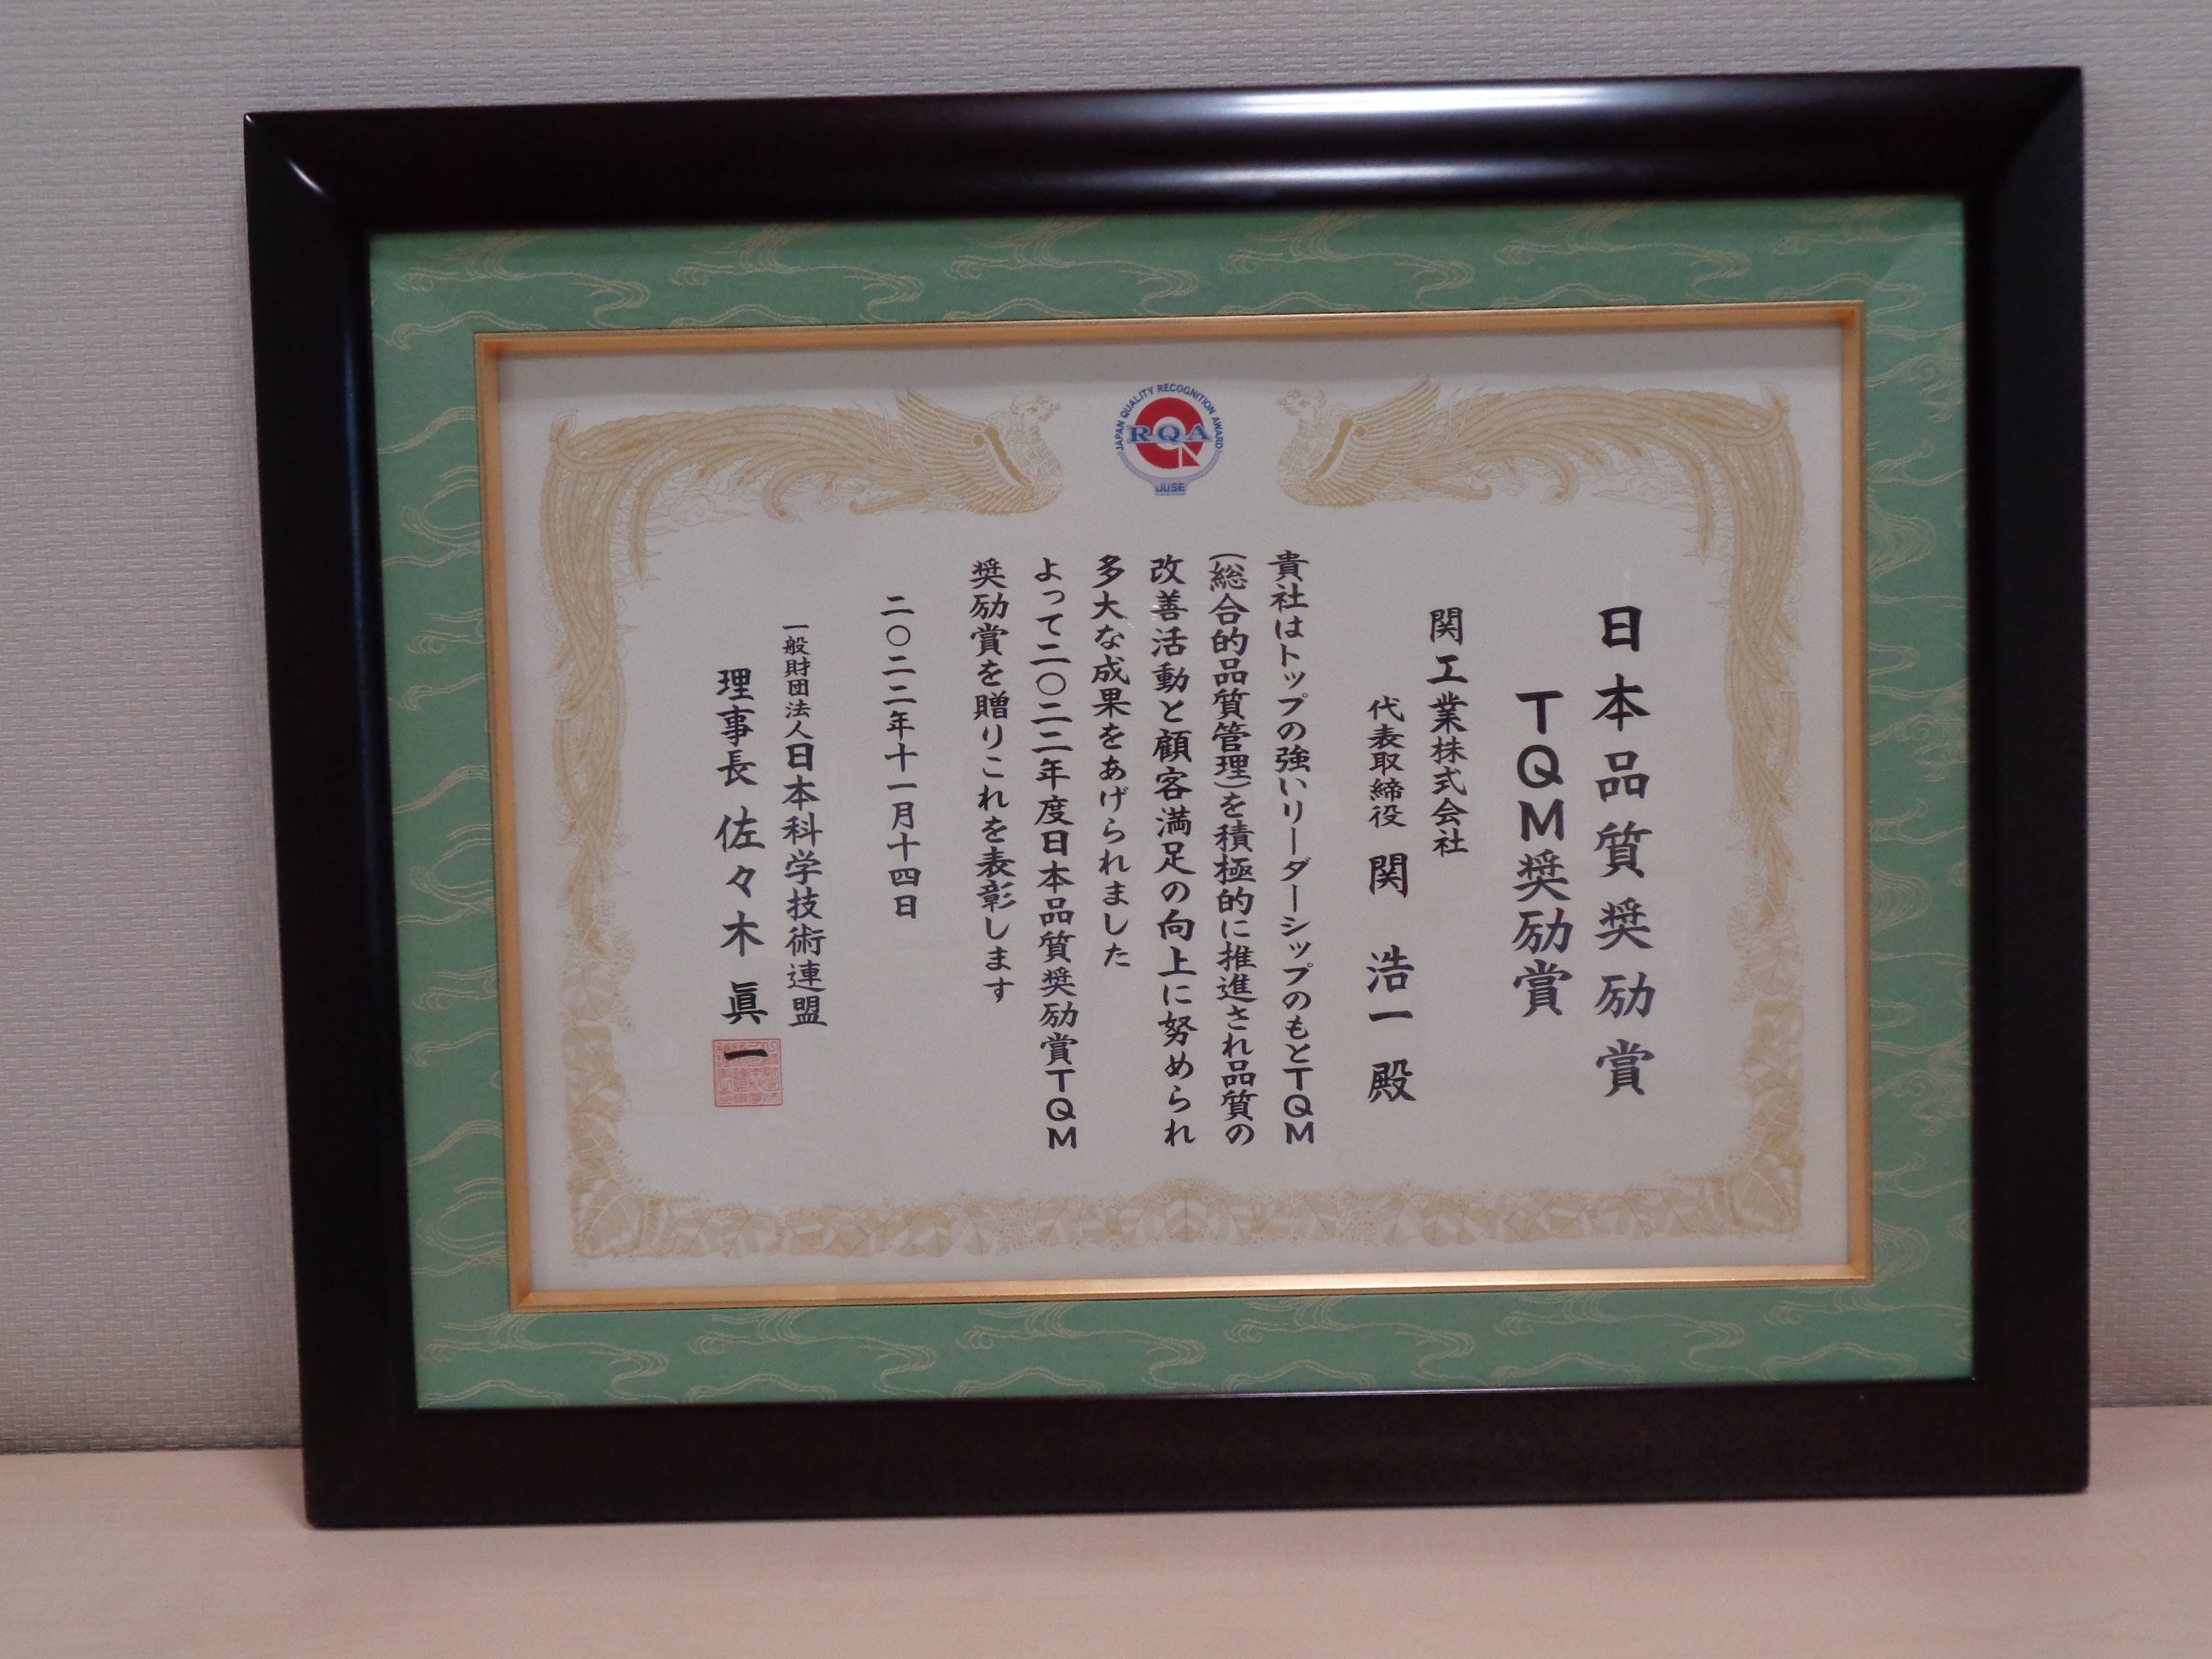 JAPAN QUALITY RECOGNITION AWARD
RQA
JUSE
日本品質奨励賞
TQM奨励賞
関工業株式会社
代表取締役 関 浩一 殿
貴社はトップの強いリーダーシップのもとTQM
(総合的品質管理)を積極的に推進され品質の
改善活動と顧客満足の向上に努められ
多大な成果をあげられました
よって二〇二二年度日本品質奨励賞TQM
奨励賞を贈りこれを表彰します
二〇二二年十一月十四日
一般財団法人日本科学技術連盟
理事長 佐々木 眞一